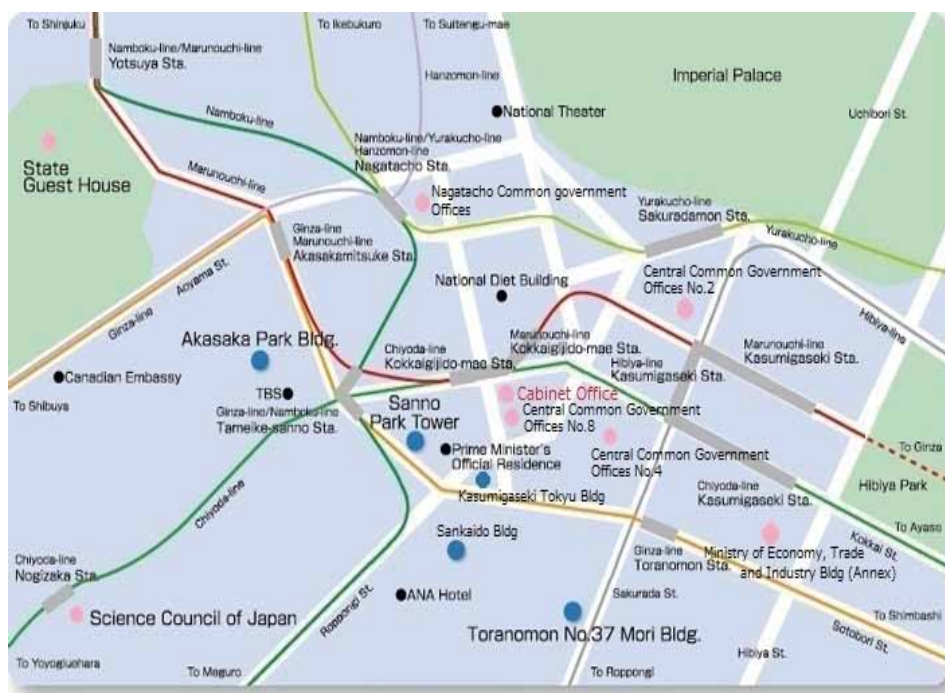 To Shinjuku
To Ikebukuro
To Suitengu-mae
Namboku-line/Marunouchi-line
Yotsuya Sta.
Hanzomon-line
Imperial Palace
Uchibori St.
National Theater
Namboku-line
Namboku-line/Yurakucho-line
Hanzomon-line
Nagatacho Sta.
State
Guest House
Marunouchi-line
Nagatacho Common government
Offices
Yurakucho-line
Sakuradamon Sta.
Yurakucho-line
Ginza-line
Marunouchi-line
Akasakamitsuke Sta.
Aoyama St.
Ginza-line
National Diet Building
Central Common Government
Offices No.2
Hibiya-line
Akasaka Park Bldg.
Marunouchi-line
Kokkaigijido-mae Sta.
Chiyoda-line
Kokkaigijido-mae Sta.
Hibiya-line
Kasumigaseki Sta.
Marunouchi-line
Kasumigaseki Sta.
Canadian Embassy
To Shibuya
TBS
Ginza-line/Namboku-line
Tameike-sanno Sta.
Sanno
Park Tower
Cabinet Office
Central Common Government
Offices No.8
Prime Minister's
Official Residence
Central Common Government
Offices No.4
To Ginza
Hibiya Park
Kasumigaseki Tokyu Bldg
Chiyoda-line
Chiyoda-line
Kasumigaseki Sta.
To Ayaso
Kokkai St.
Sankaido Bldg
Ginza-line
Toranomon Sta.
Ministry of Economy, Trade
and Industry Bldg (Annex)
Chiyoda-line
Nogizaka Sta.
ANA Hotel
Sakurada St.
Roppongi St.
Science Council of Japan
Toranomon No.37 Mori Bldg.
To Shimbashi
Sotobori St.
Hibiya St.
To Yoyogiuehara
To Meguro
To Roppongi